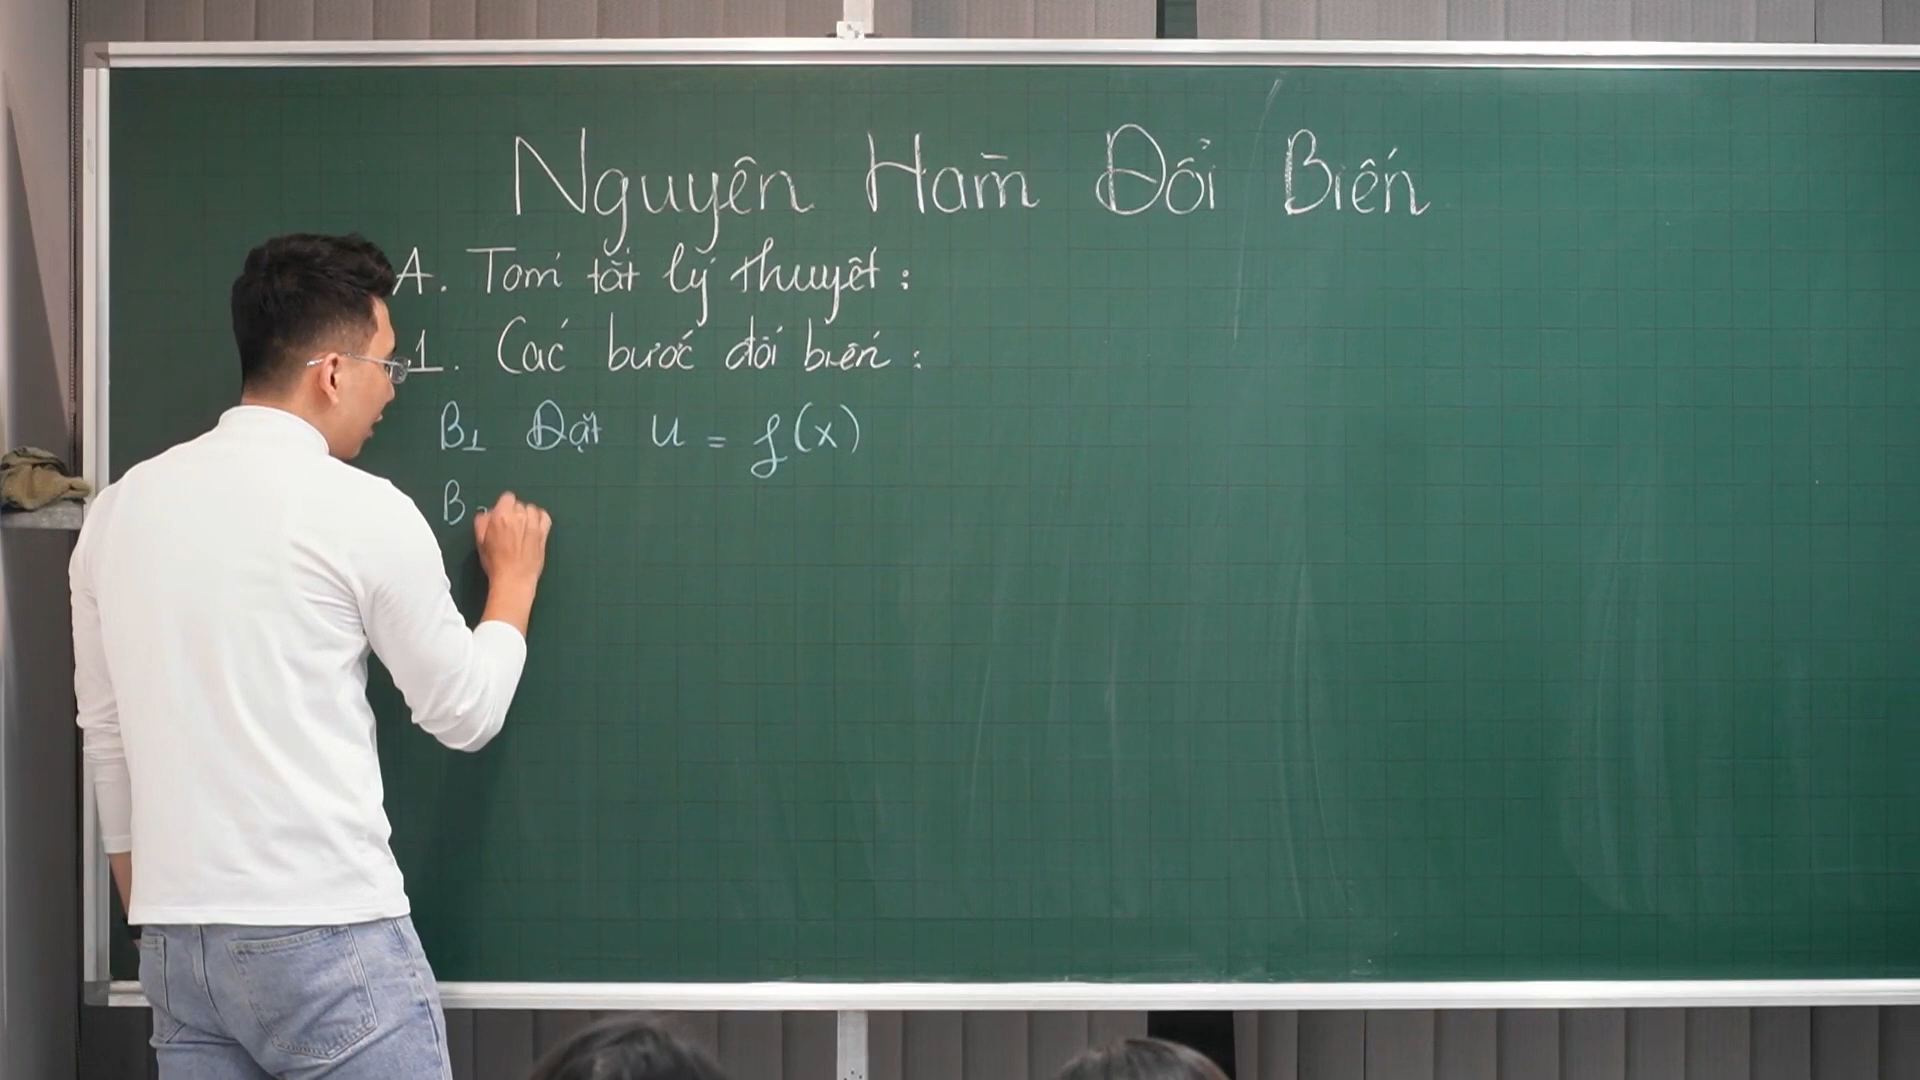 Nguyên Hàm Đổi Biến
A. Tóm tắt lý thuyết :
1. Các bước đổi biến :
B1 Đặt u = f(x)
B